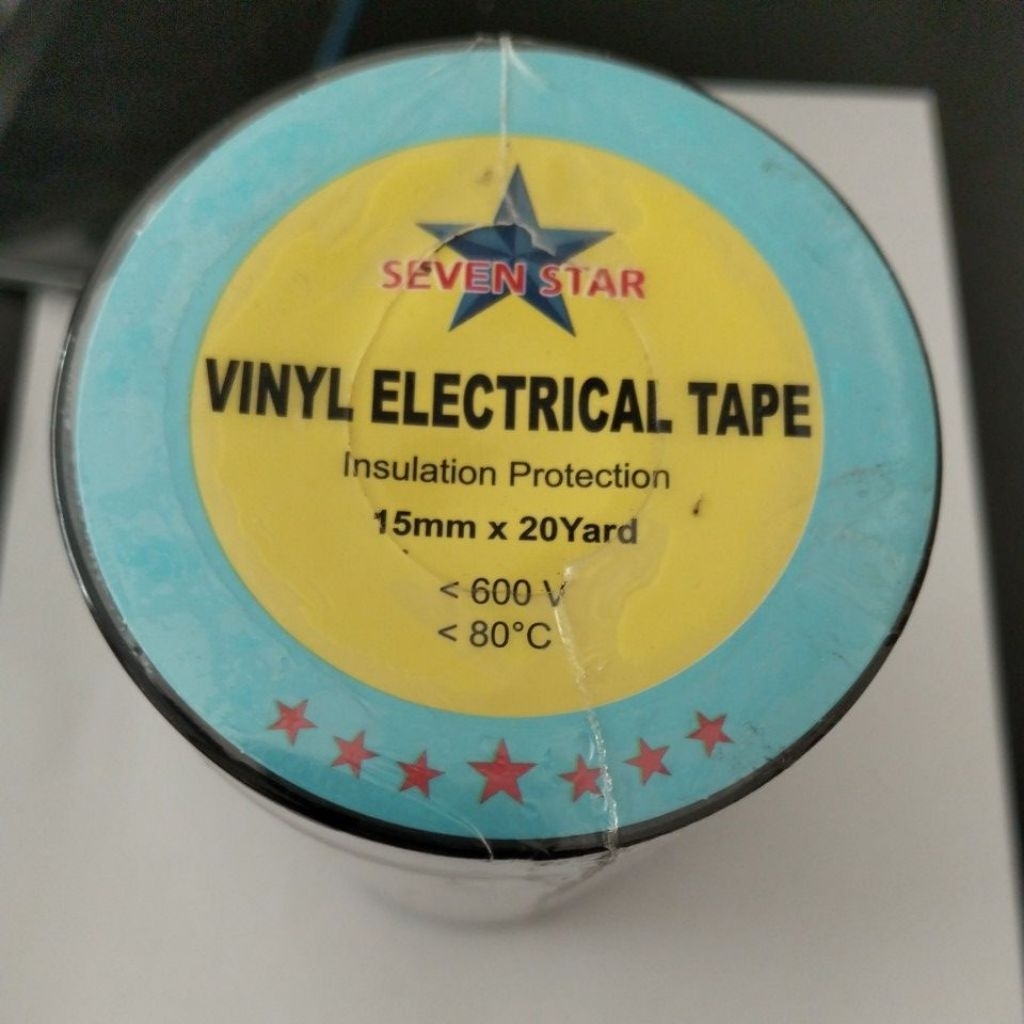 SEVEN STAR
VINYL ELECTRICAL TAPE
Insulation Protection
15mm x 20Yard
< 600 V
< 80°C